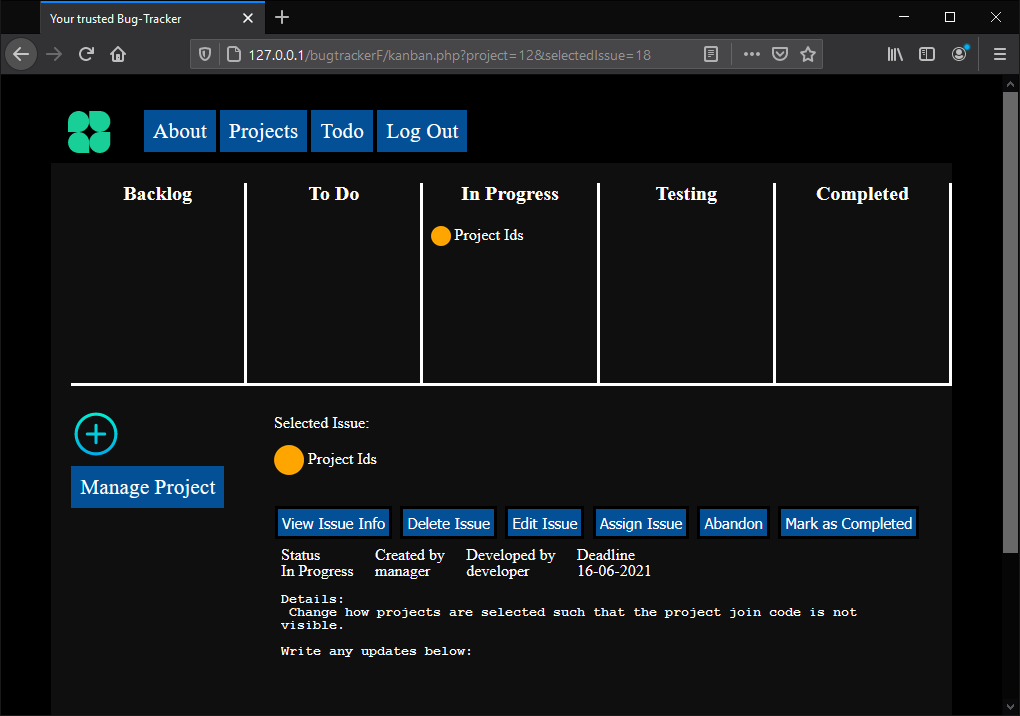 Your trusted Bug-Tracker
127.0.0.1/bugtrackerF/kanban.php?project=12&selectedIssue=18
About Projects Todo Log Out
Backlog To Do In Progress Testing Completed
Project Ids
Selected Issue:
Project Ids
Manage Project
View Issue Info Delete Issue Edit Issue Assign Issue Abandon Mark as Completed
Status Created by Developed by Deadline
In Progress manager developer 16-06-2021
Details:
Change how projects are selected such that the project join code is not
visible.
Write any updates below: